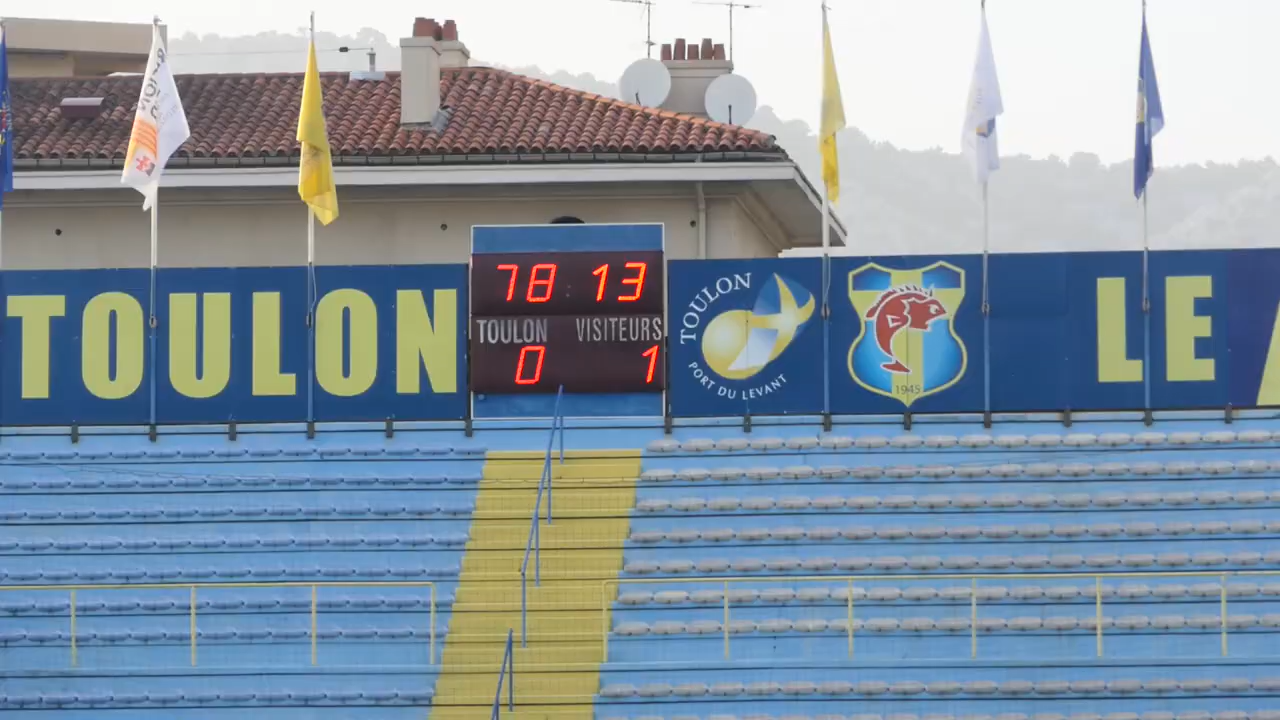 TOULON
78 13
TOULON VISITEURS
0 1
TOULON
PORT DU LEVANT
1945
LE